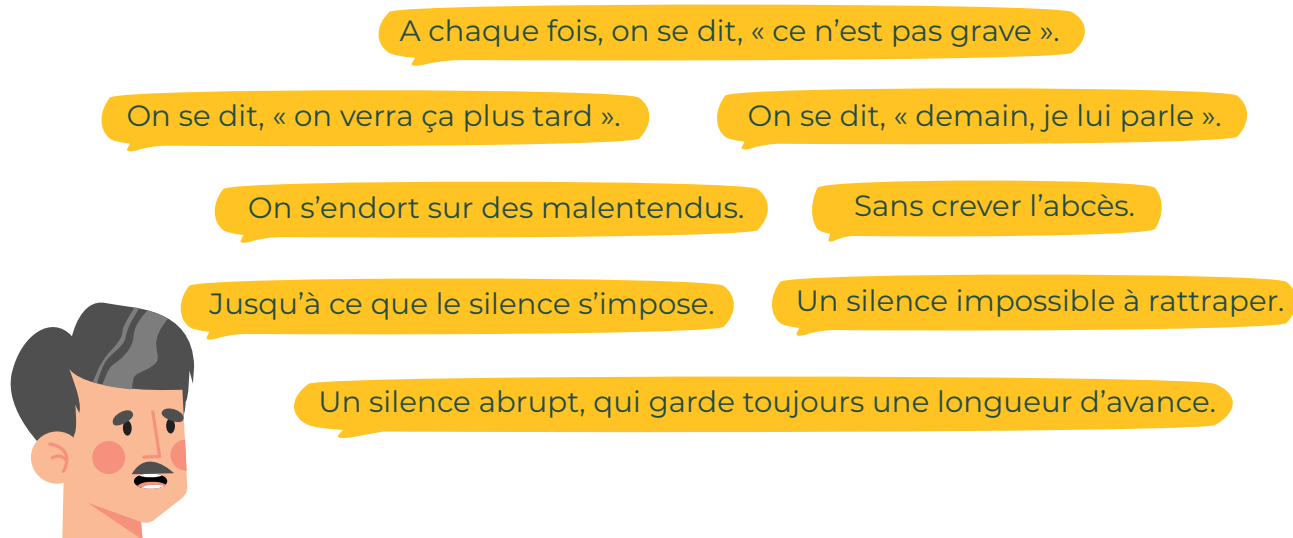 A chaque fois, on se dit, « ce n’est pas grave ».
On se dit, « on verra ça plus tard ».
On se dit, « demain, je lui parle ».
On s’endort sur des malentendus.
Sans crever l’abcès.
Jusqu’à ce que le silence s’impose.
Un silence impossible à rattraper.
Un silence abrupt, qui garde toujours une longueur d’avance.